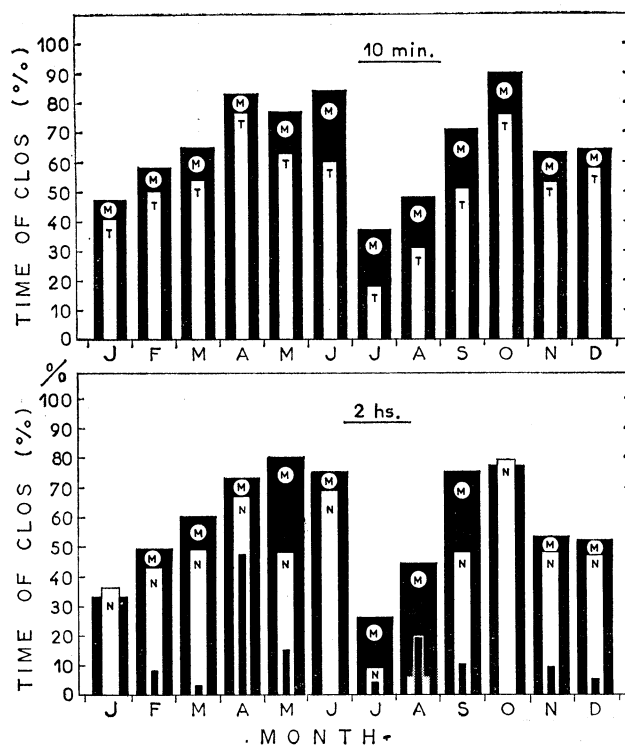 TIME OF CLOS (%)
10 min.
100
90
80
70
60
50
40
30
20
10
0
M M M M M M M M M M M M
T T T T T T T T T T T T
J F M A M J J A S O N D
%
TIME OF CLOS (%)
2 hs.
100
90
80
70
60
50
40
30
20
10
0
M M M M M M M M M M
N N N N N N N N N N N
J F M A M J J A S O N D
MONTH